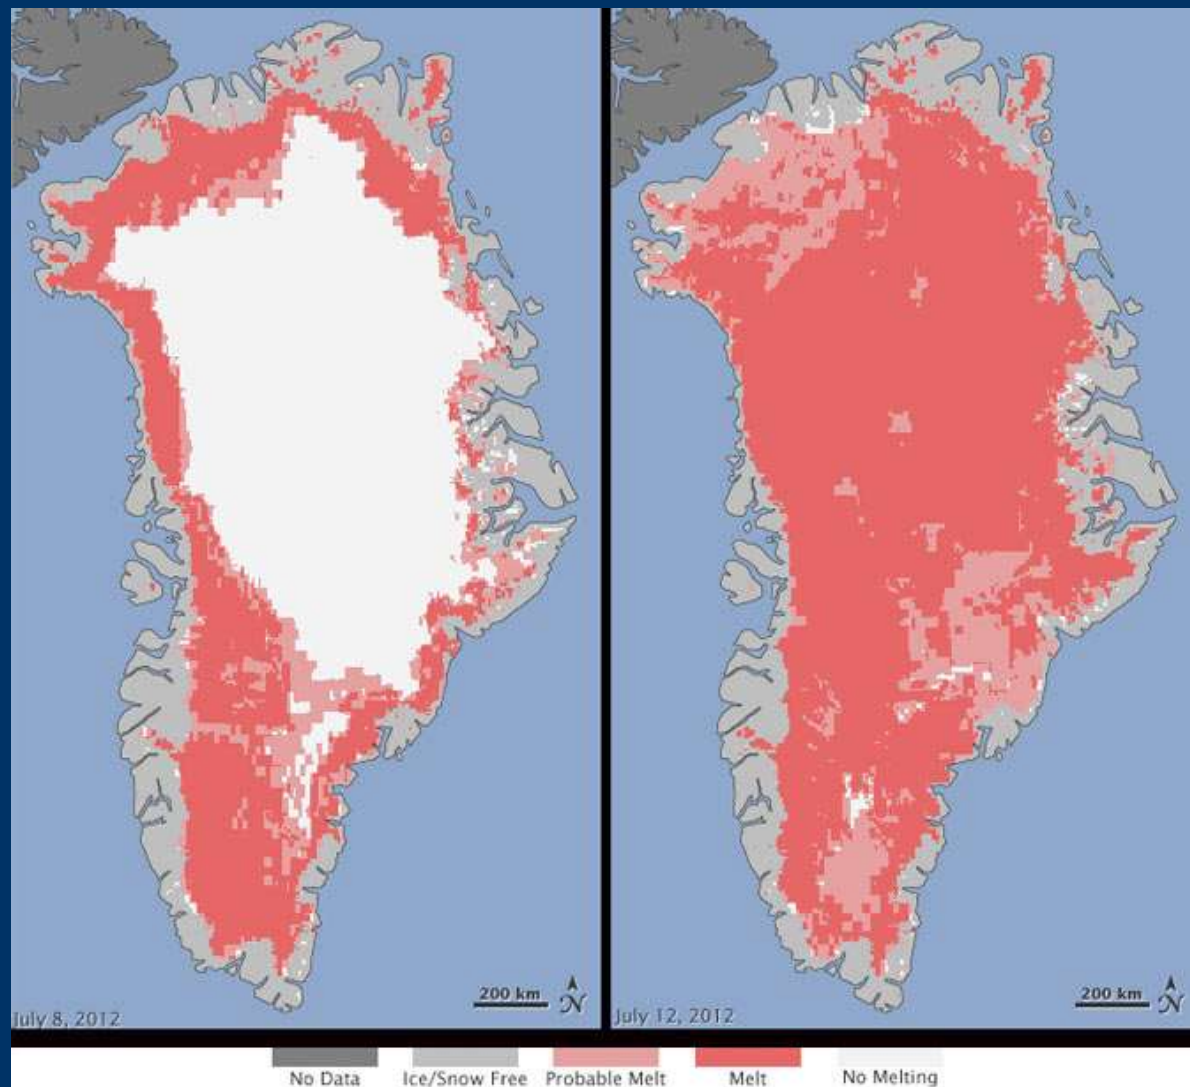 200 km
N
July 8, 2012
200 km
N
July 12, 2012
No Data
Ice/Snow Free
Probable Melt
Melt
No Melting